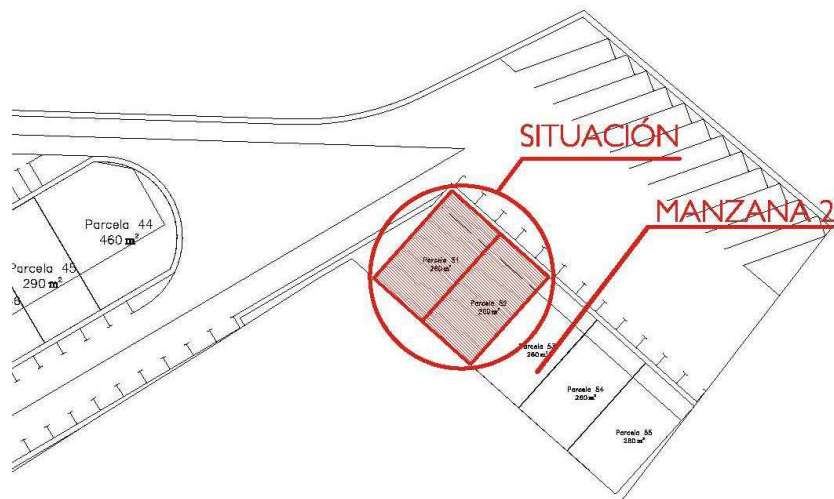 SITUACIÓN
MANZANA 2
Parcela 44
460 m²
Parcela 45
290 m²
Parcela 51
260 m²
Parcela 52
260 m²
Parcela 53
260 m²
Parcela 54
260 m²
Parcela 55
260 m²